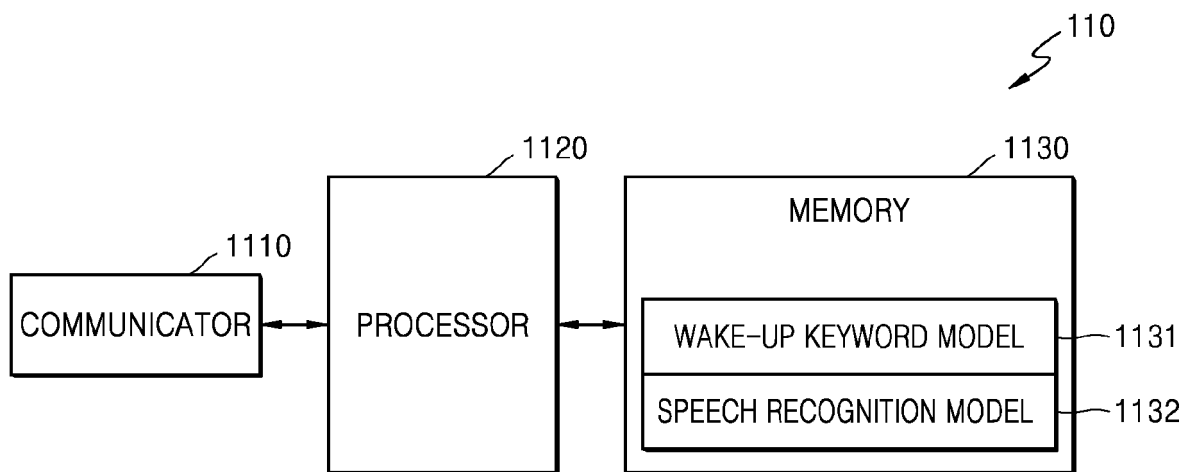 110
1120
1130
MEMORY
1110
COMMUNICATOR
PROCESSOR
WAKE-UP KEYWORD MODEL
1131
SPEECH RECOGNITION MODEL
1132